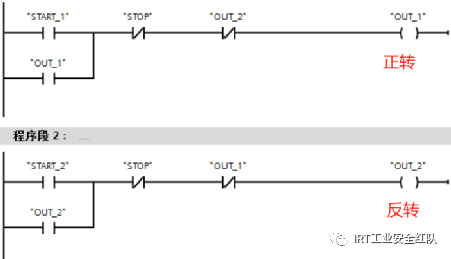 "START_1" "STOP" "OUT_2" "OUT_1"
"OUT_1" 正转
程序段 2：
"START_2" "STOP" "OUT_1" "OUT_2"
"OUT_2" 反转
IRT工业安全红队